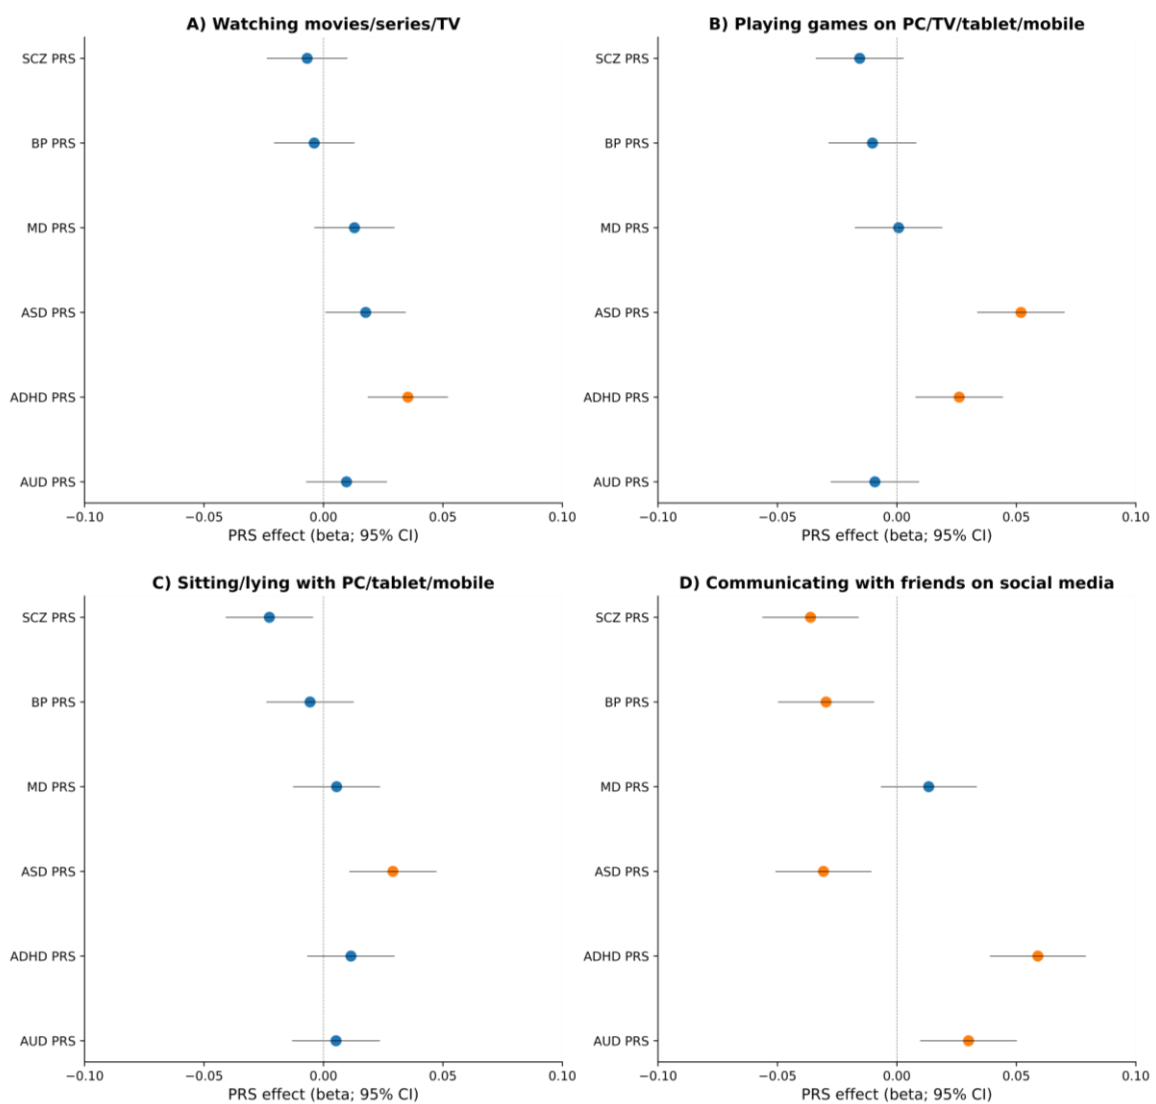 A) Watching movies/series/TV
SCZ PRS
BP PRS
MD PRS
ASD PRS
ADHD PRS
AUD PRS
−0.10 −0.05 0.00 0.05 0.10
PRS effect (beta; 95% CI)
B) Playing games on PC/TV/tablet/mobile
SCZ PRS
BP PRS
MD PRS
ASD PRS
ADHD PRS
AUD PRS
−0.10 −0.05 0.00 0.05 0.10
PRS effect (beta; 95% CI)
C) Sitting/lying with PC/tablet/mobile
SCZ PRS
BP PRS
MD PRS
ASD PRS
ADHD PRS
AUD PRS
−0.10 −0.05 0.00 0.05 0.10
PRS effect (beta; 95% CI)
D) Communicating with friends on social media
SCZ PRS
BP PRS
MD PRS
ASD PRS
ADHD PRS
AUD PRS
−0.10 −0.05 0.00 0.05 0.10
PRS effect (beta; 95% CI)